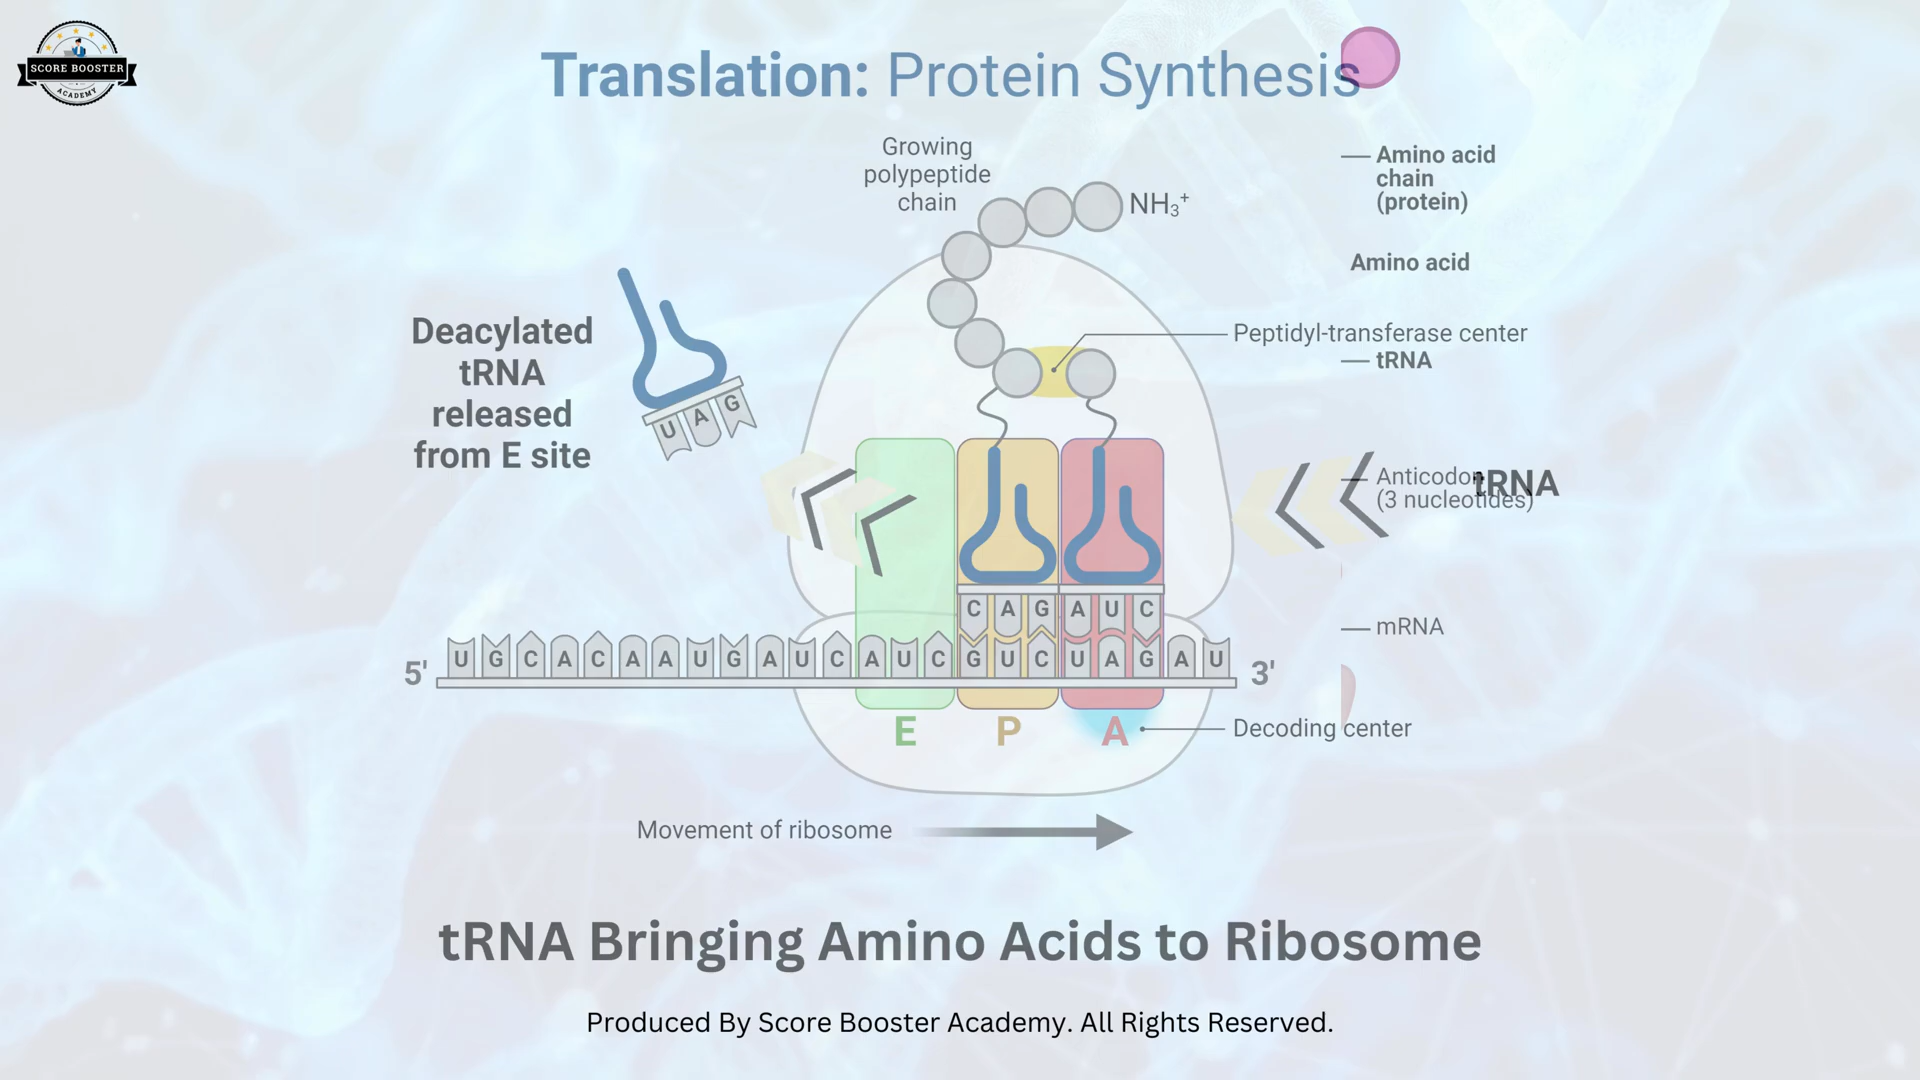 SCORE BOOSTER
ACADEMY
Translation: Protein Synthesis
Growing
polypeptide
chain
NH₃⁺
Amino acid
chain
(protein)
Amino acid
Peptidyl-transferase center
tRNA
Deacylated
tRNA
released
from E site
U A G
Anticodon
(3 nucleotides)
tRNA
C A G A U C
mRNA
5' U G C A C A A U G A U C A U C G U C U A G A U 3'
E P A
Decoding center
Movement of ribosome
tRNA Bringing Amino Acids to Ribosome
Produced By Score Booster Academy. All Rights Reserved.